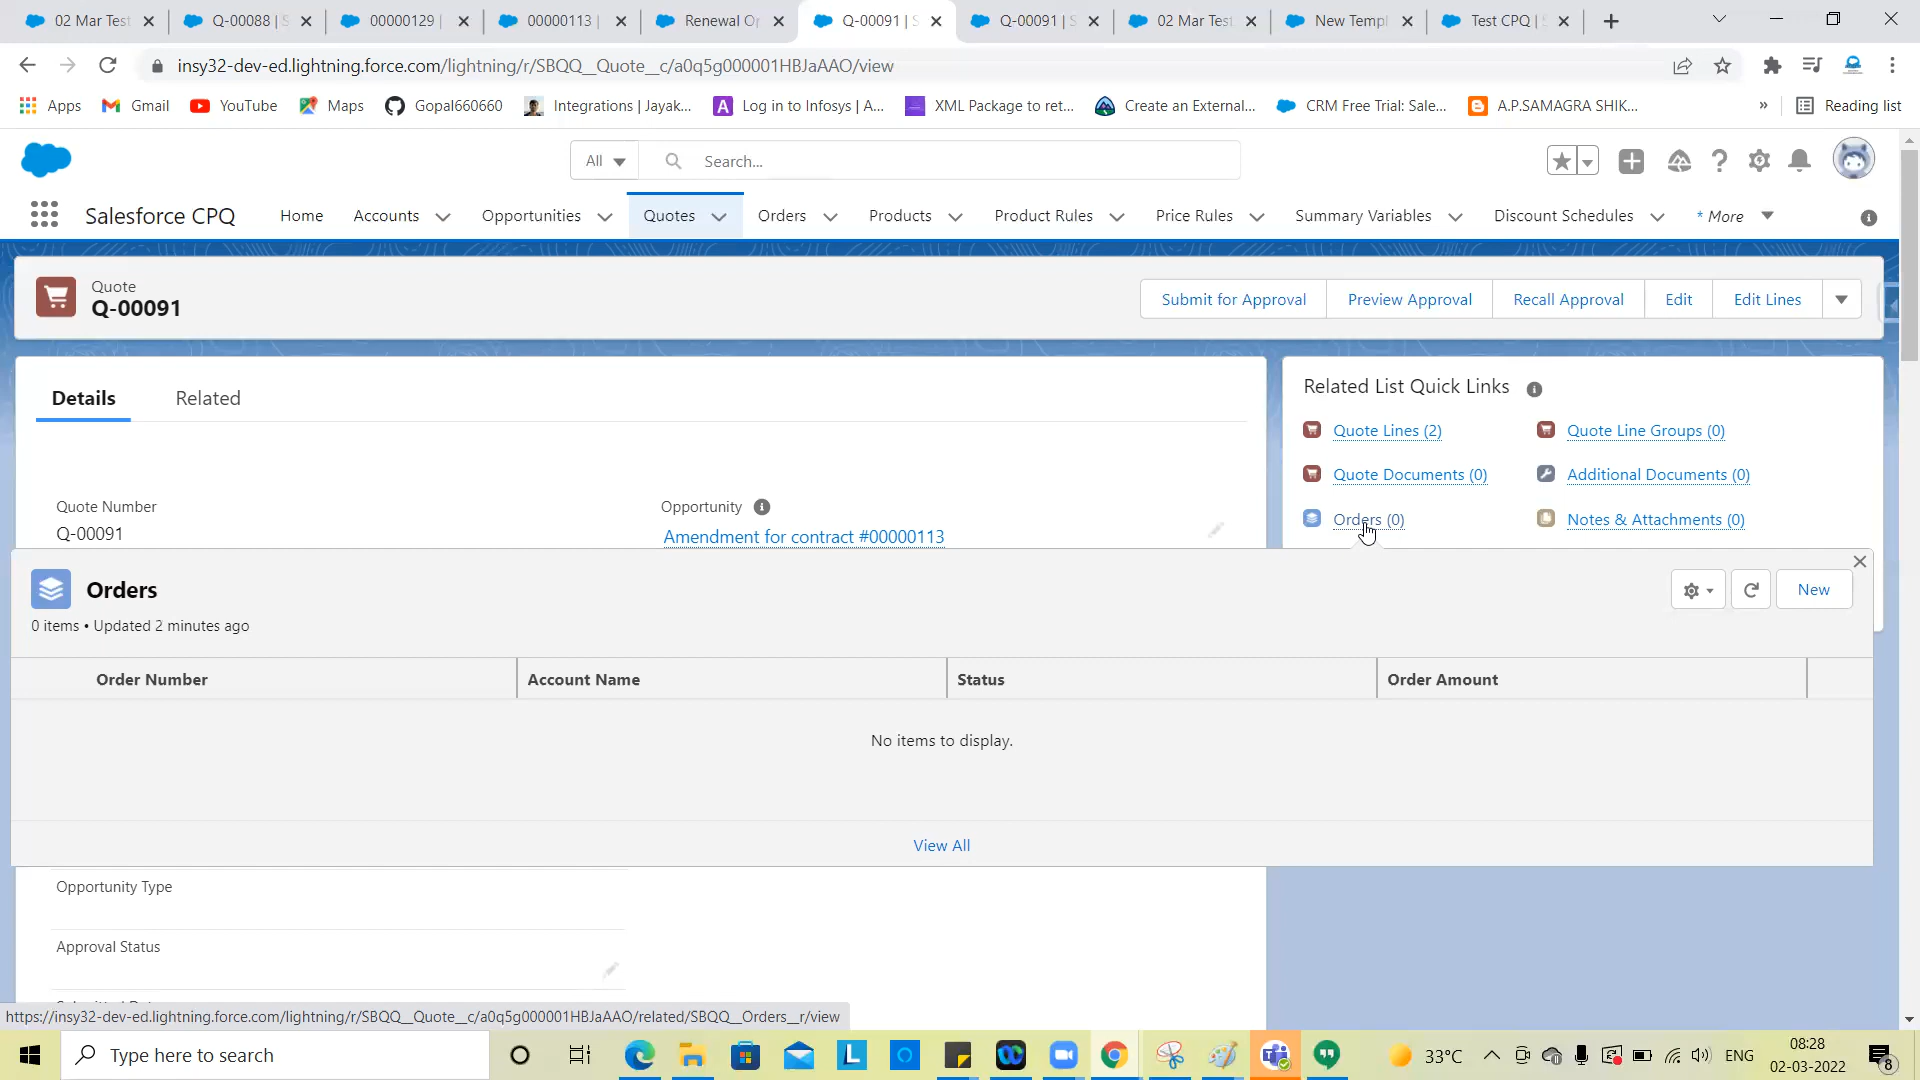 02 Mar Test
Q-00088 | S
00000129 |
00000113 |
Renewal Op
Q-00091 | S
Q-00091 | S
02 Mar Test
New Templ
Test CPQ | S
insy32-dev-ed.lightning.force.com/lightning/r/SBQQ__Quote__c/a0q5g000001HBJaAAO/view
Apps
Gmail
YouTube
Maps
Gopal660060
Integrations | Jayak...
Log in to Infosys | A...
XML Package to ret...
Create an External...
CRM Free Trial: Sale...
A.P.SAMAGRA SHIK...
»
Reading list
All
Search...
Salesforce CPQ
Home
Accounts
Opportunities
Quotes
Orders
Products
Product Rules
Price Rules
Summary Variables
Discount Schedules
* More
Quote
Q-00091
Submit for Approval
Preview Approval
Recall Approval
Edit
Edit Lines
Details
Related
Related List Quick Links
Quote Lines (2)
Quote Line Groups (0)
Quote Documents (0)
Additional Documents (0)
Orders (0)
Notes & Attachments (0)
Quote Number
Q-00091
Opportunity
Amendment for contract #00000113
Orders
0 items • Updated 2 minutes ago
New
Order Number
Account Name
Status
Order Amount
No items to display.
View All
Opportunity Type
Approval Status
https://insy32-dev-ed.lightning.force.com/lightning/r/SBQQ__Quote__c/a0q5g000001HBJaAAO/related/SBQQ__Orders__r/view
Type here to search
33°C
ENG
08:28
02-03-2022
8